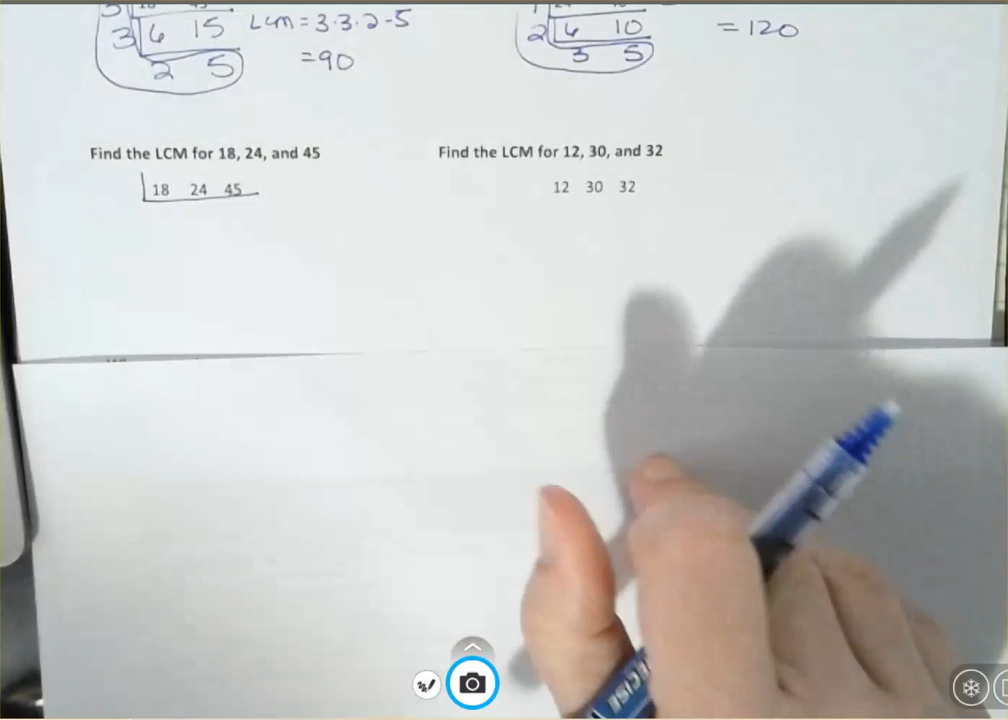 3 6 15 LCM = 3·3·2·5
2 5 =90
2 6 10 =120
3 5
Find the LCM for 18, 24, and 45
18 24 45
Find the LCM for 12, 30, and 32
12 30 32